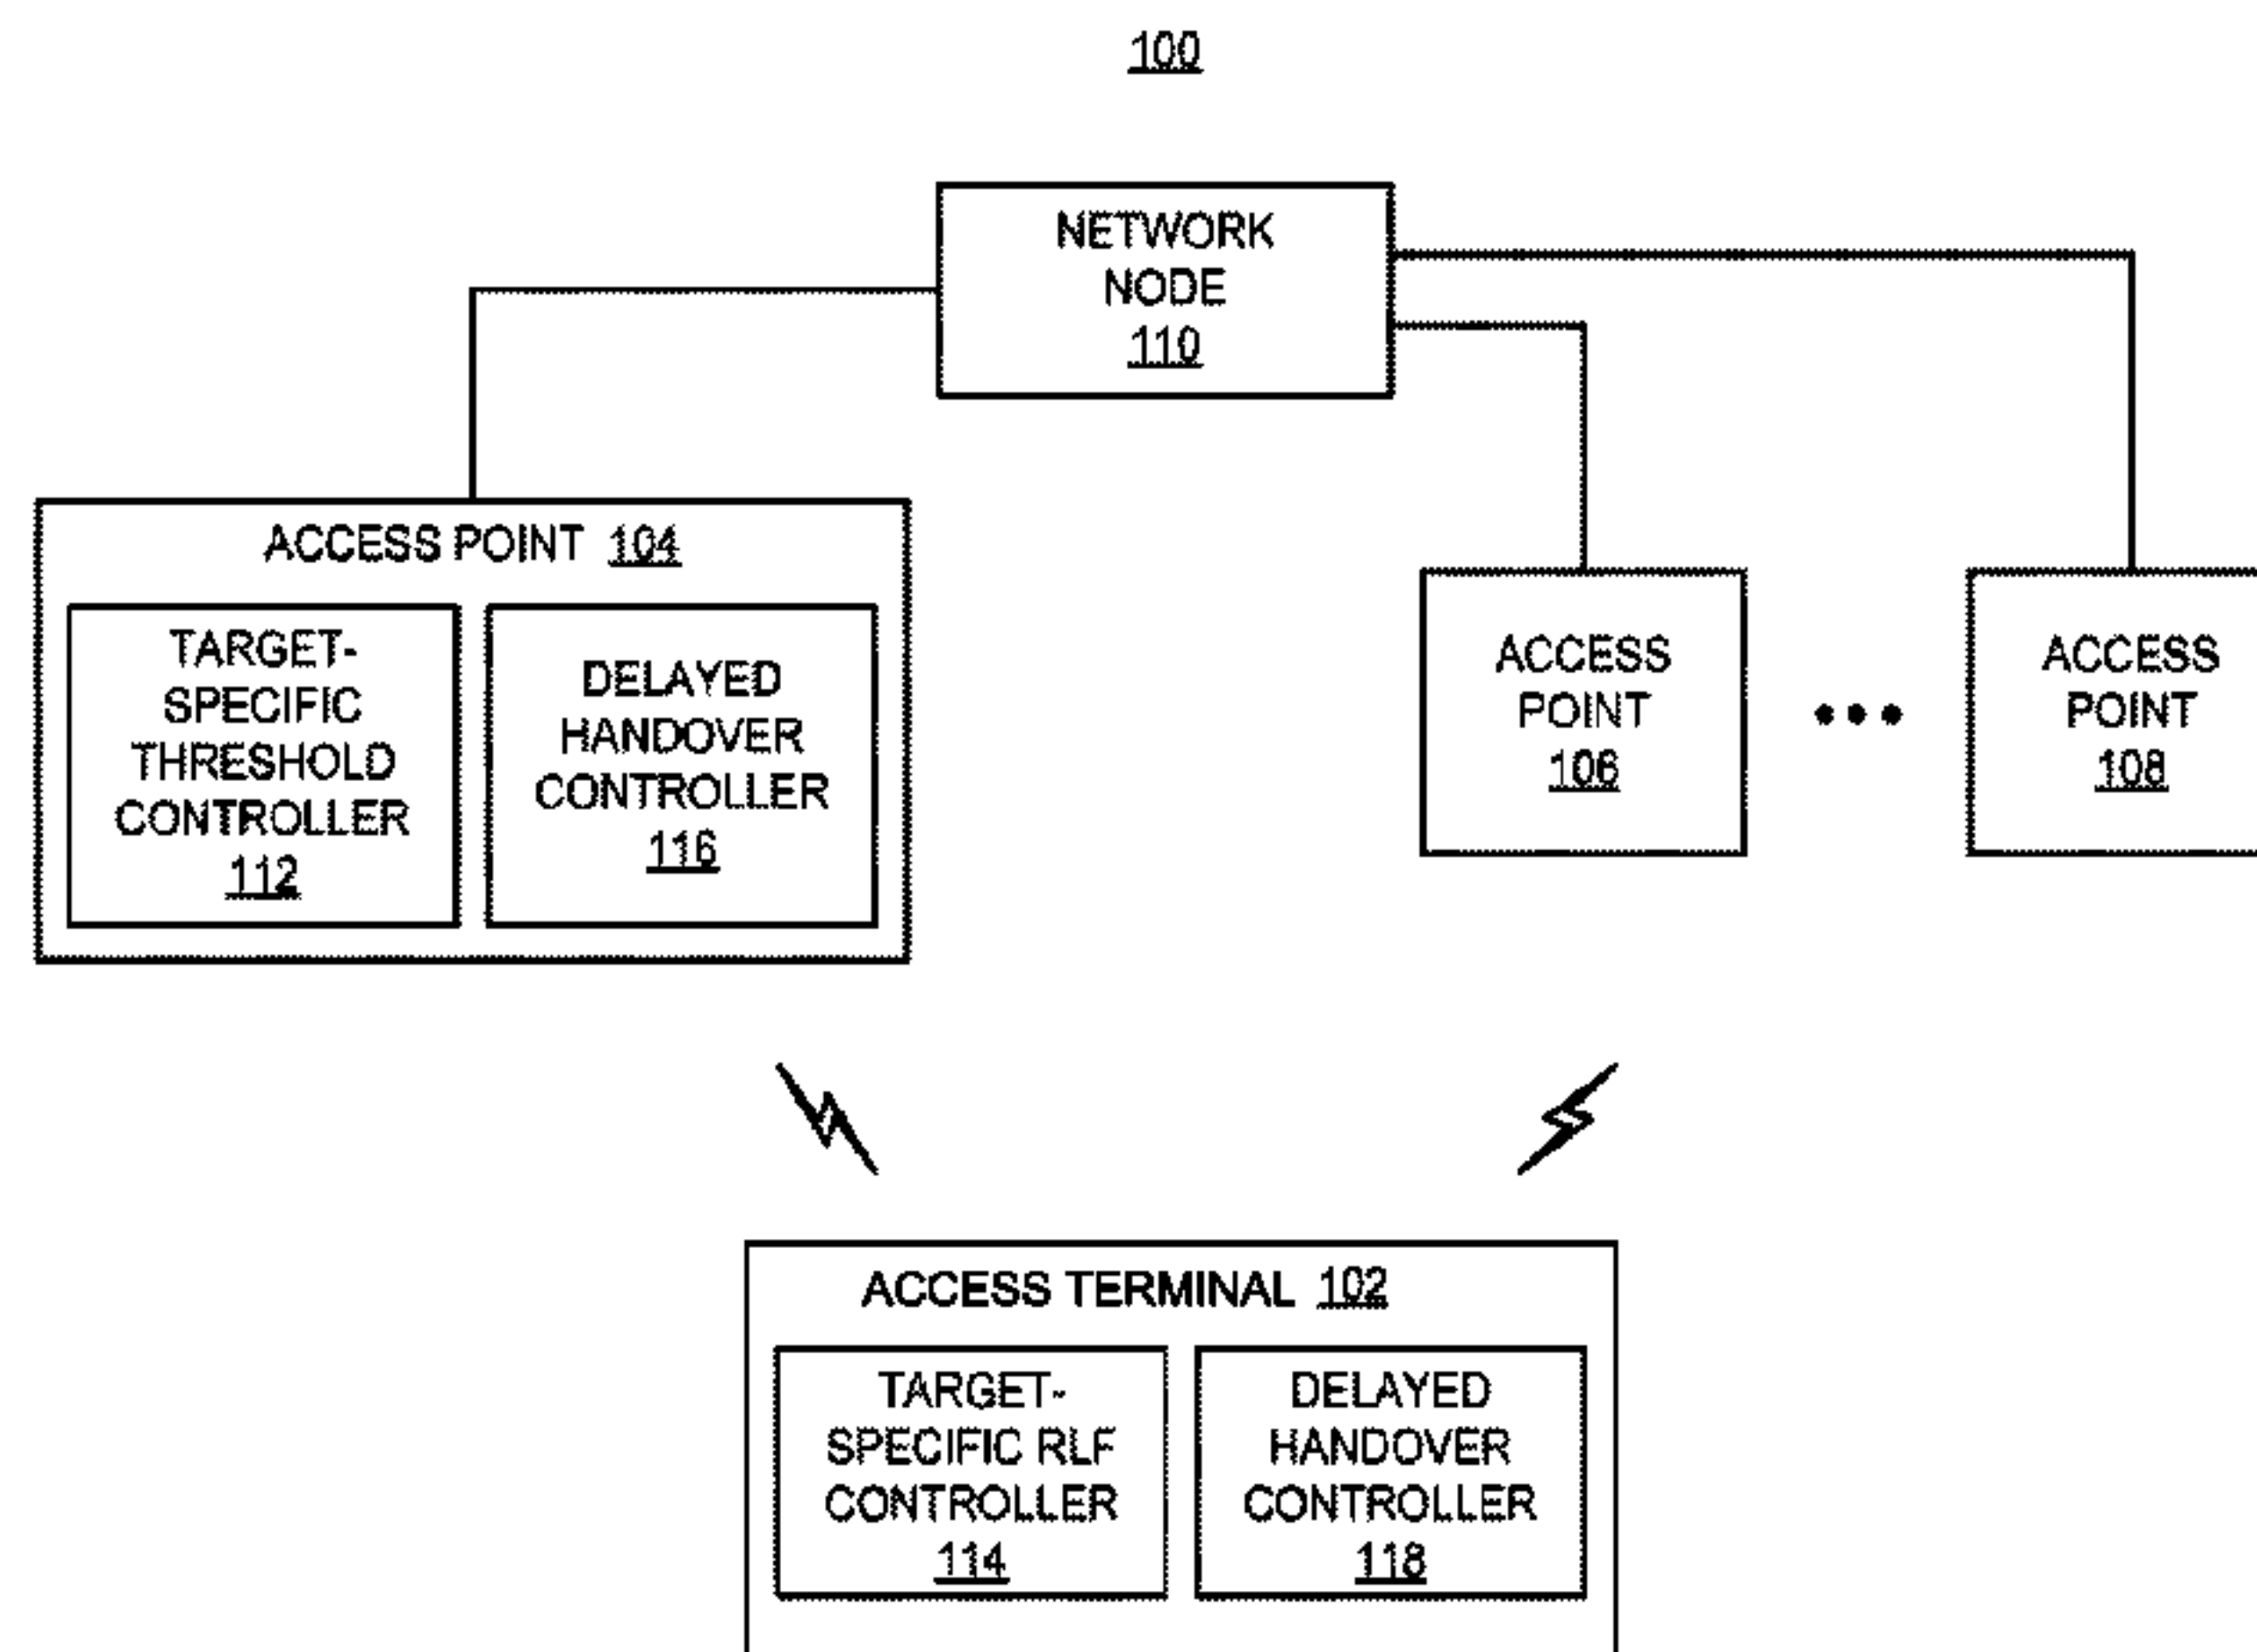 100
NETWORK
NODE
110
ACCESS POINT 104
TARGET-
SPECIFIC
THRESHOLD
CONTROLLER
112
DELAYED
HANDOVER
CONTROLLER
116
ACCESS
POINT
106
ACCESS
POINT
108
ACCESS TERMINAL 102
TARGET-
SPECIFIC RLF
CONTROLLER
114
DELAYED
HANDOVER
CONTROLLER
118